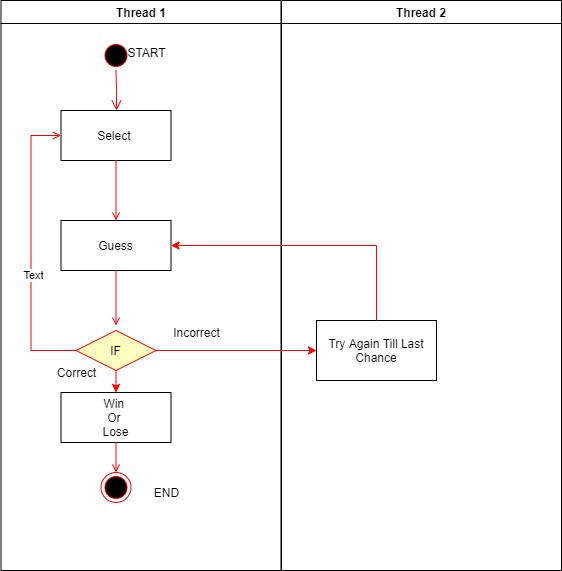 Thread 1
Thread 2
START
Select
Guess
Text
Incorrect
IF
Try Again Till Last
Chance
Correct
Win
Or
Lose
END